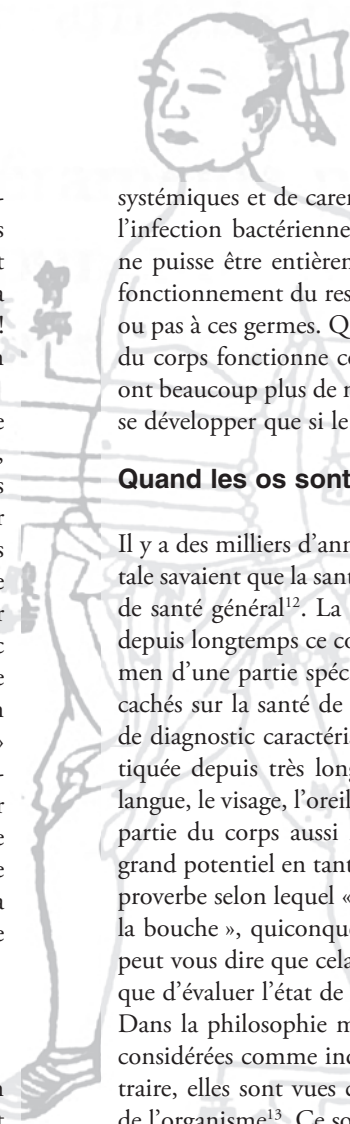 systémiques et de caren
l'infection bactérienne
ne puisse être entièrem
fonctionnement du res
ou pas à ces germes. Q
du corps fonctionne co
ont beaucoup plus de m
se développer que si le
Quand les os sont
Il y a des milliers d'ann
tale savaient que la sant
de santé général¹². La
depuis longtemps ce co
men d'une partie spéc
cachés sur la santé de
de diagnostic caractéris
tiquée depuis très long
langue, le visage, l'oreil
partie du corps aussi
grand potentiel en tant
proverbe selon lequel «
la bouche », quiconque
peut vous dire que cela
que d'évaluer l'état de
Dans la philosophie m
considérées comme ind
traire, elles sont vues c
de l'organisme¹³. Ce so